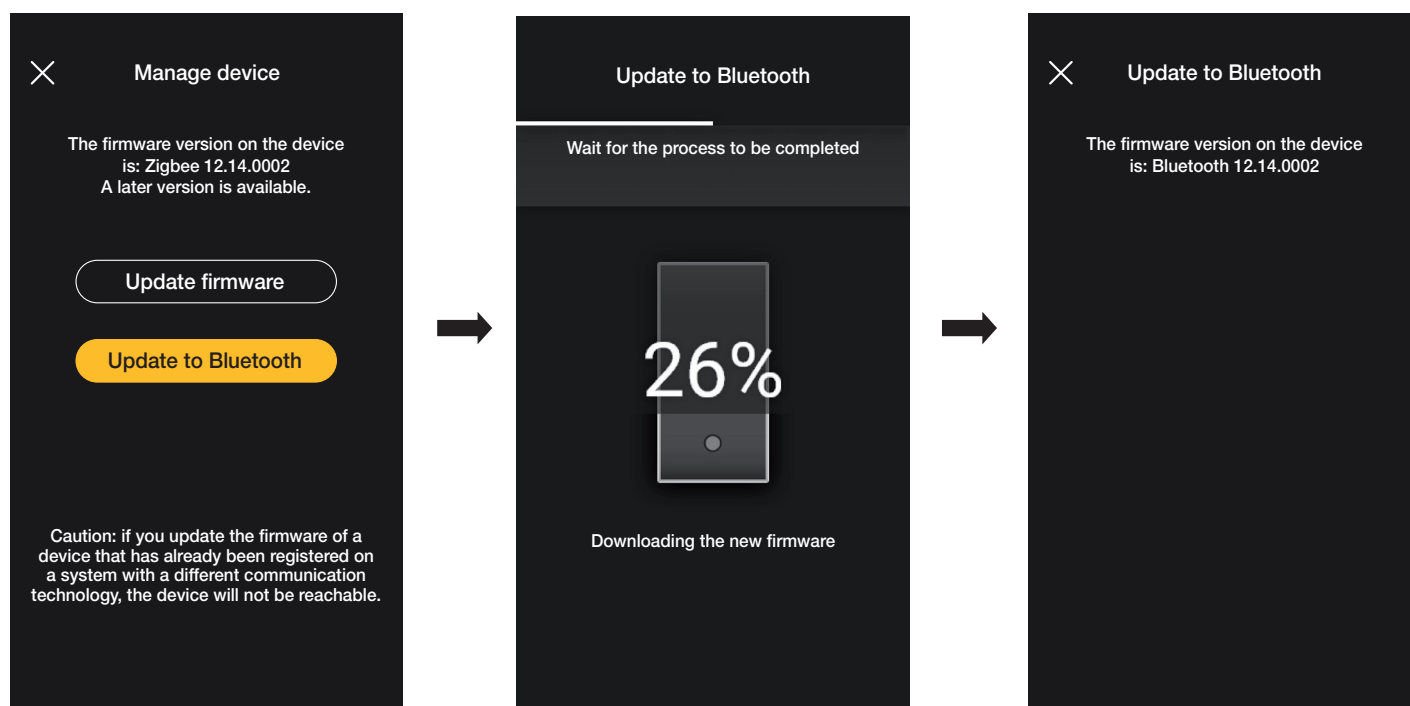 Manage device
The firmware version on the device
is: Zigbee 12.14.0002
A later version is available.
Update firmware
Update to Bluetooth
Caution: if you update the firmware of a
device that has already been registered on
a system with a different communication
technology, the device will not be reachable.
Update to Bluetooth
Wait for the process to be completed
26%
Downloading the new firmware
Update to Bluetooth
The firmware version on the device
is: Bluetooth 12.14.0002